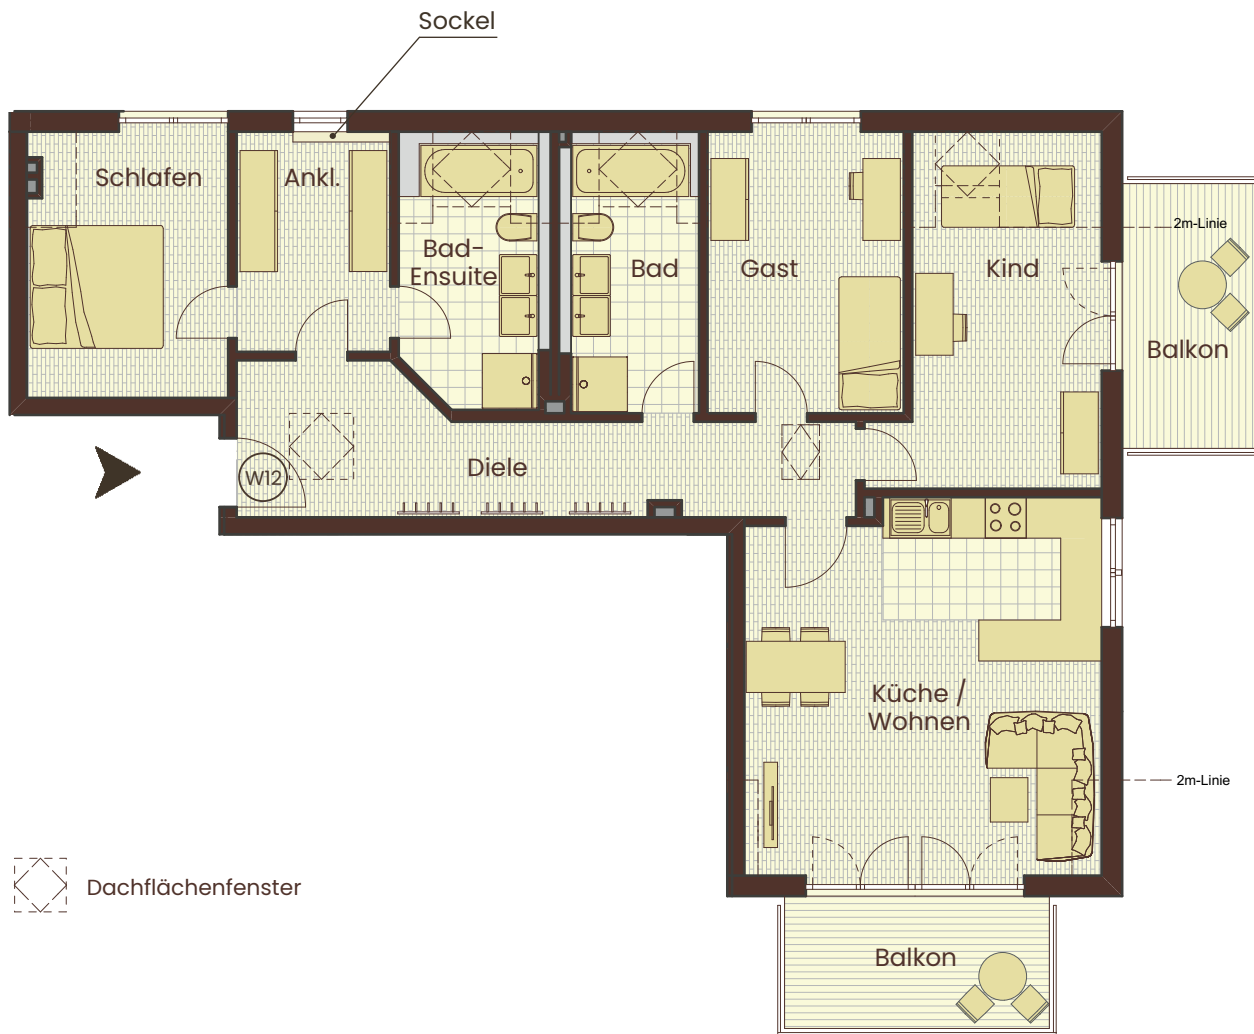 Sockel
Schlafen
Ankl.
Bad-
Ensuite
Bad
Gast
Kind
2m-Linie
Balkon
W12
Diele
Küche /
Wohnen
2m-Linie
Dachflächenfenster
Balkon